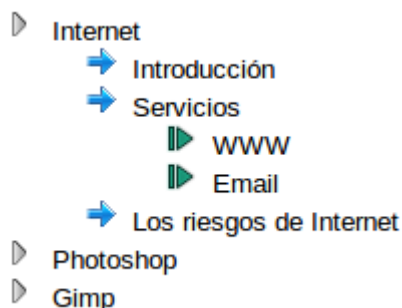 Internet
Introducción
Servicios
WWW
Email
Los riesgos de Internet
Photoshop
Gimp